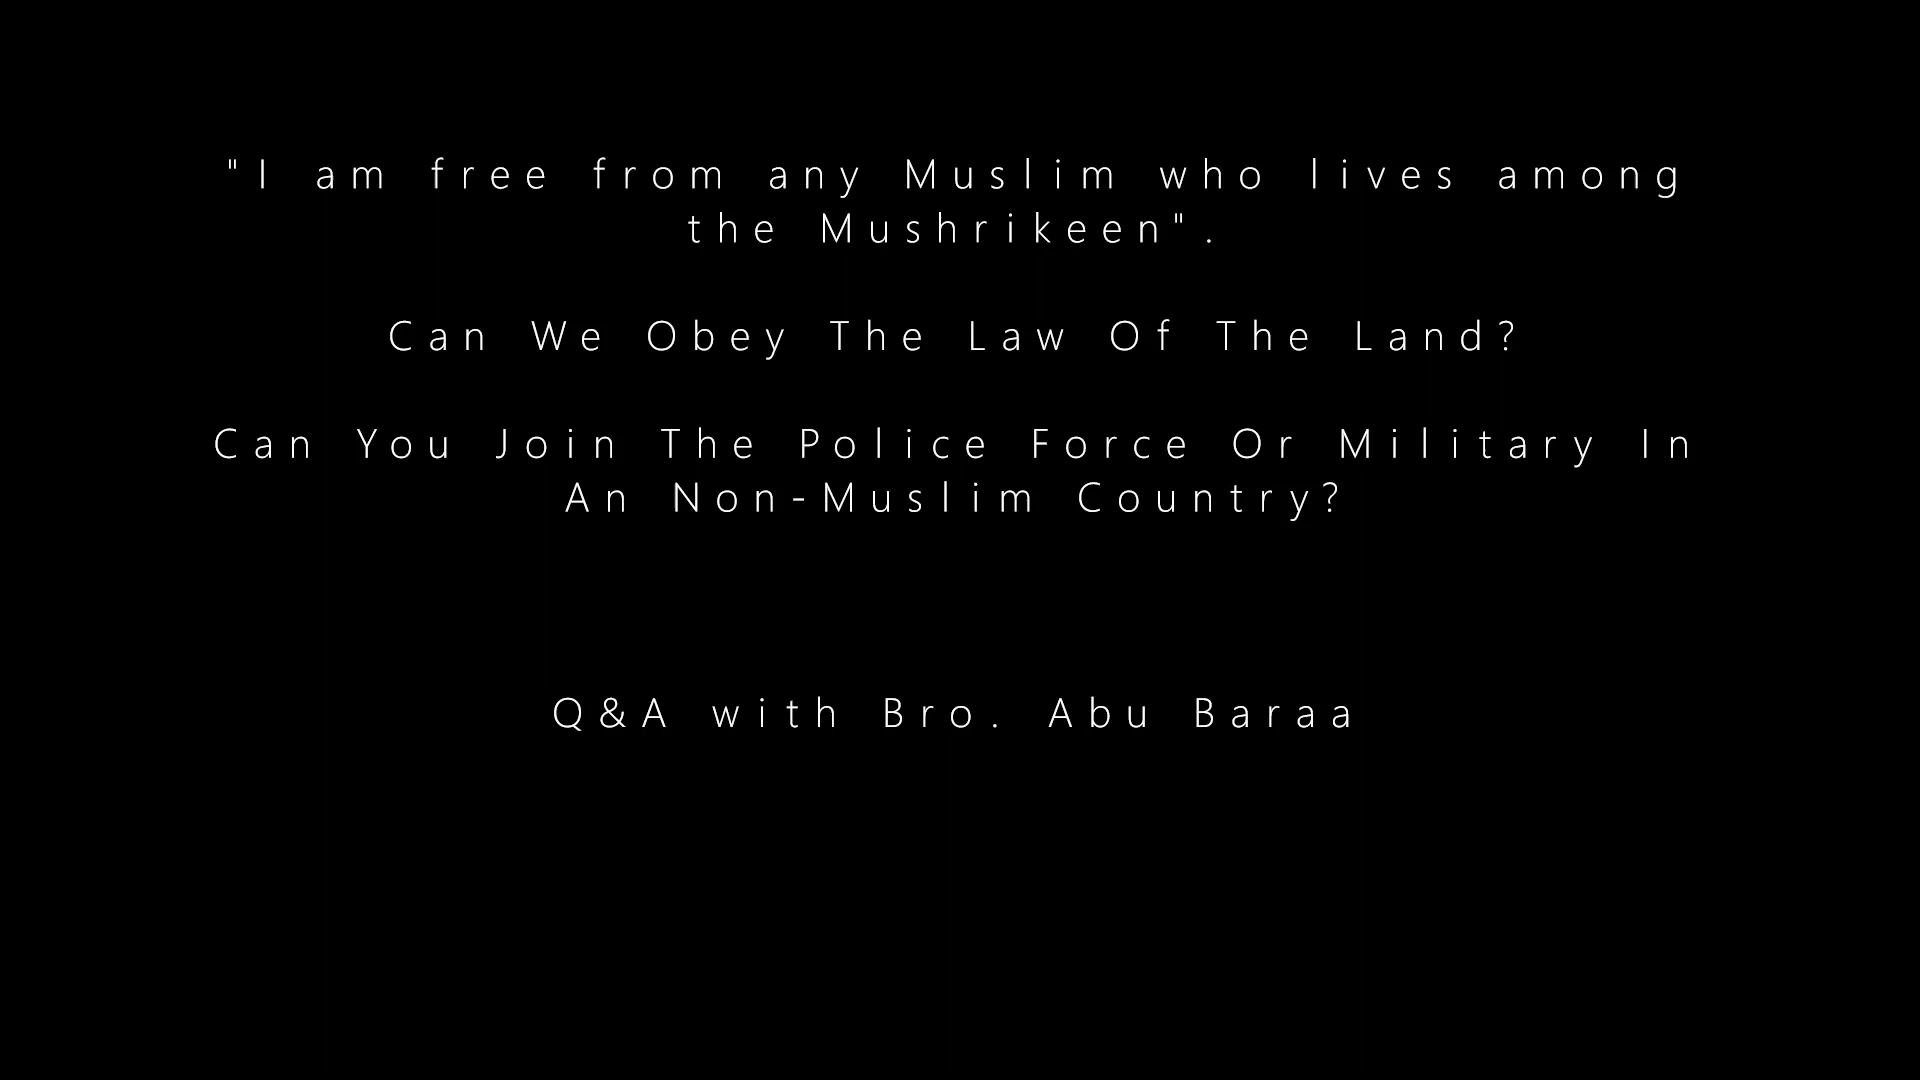 "I am free from any Muslim who lives among
the Mushrikeen".
Can We Obey The Law Of The Land?
Can You Join The Police Force Or Military In
An Non-Muslim Country?
Q&A with Bro. Abu Baraa